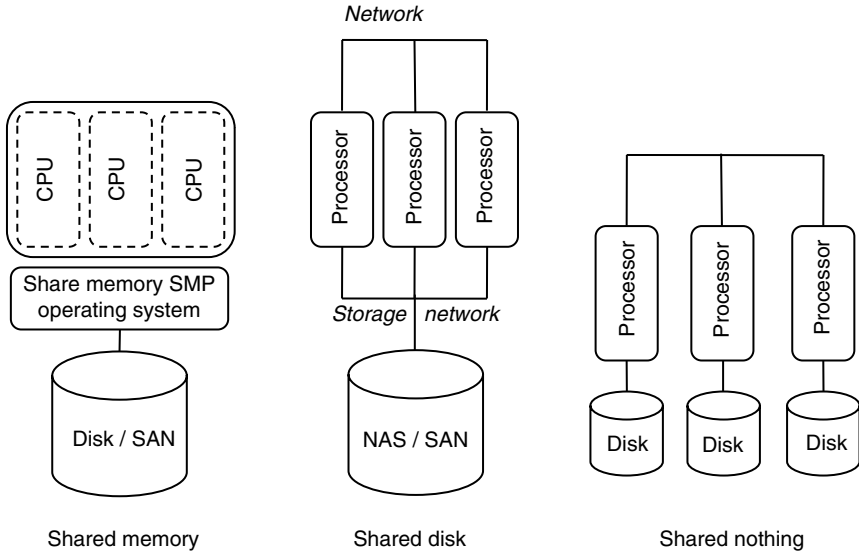 Network
CPU
CPU
CPU
Share memory SMP
operating system
Disk / SAN
Shared memory
Processor
Processor
Processor
Storage network
NAS / SAN
Shared disk
Processor
Processor
Processor
Disk
Disk
Disk
Shared nothing